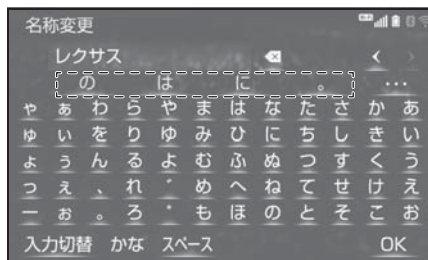 名称変更
レクサス
の は に 。 …
ゃ ぁ わ ら や ま は な た さ か あ
ゅ ぃ を り ゆ み ひ に ち し き い
ょ ぅ ん る よ む ふ ぬ つ す く う
っ ぇ 、 れ ゛ め へ ね て せ け え
ー ぉ 。 ろ ゜ も ほ の と そ こ お
入力切替 かな スペース OK